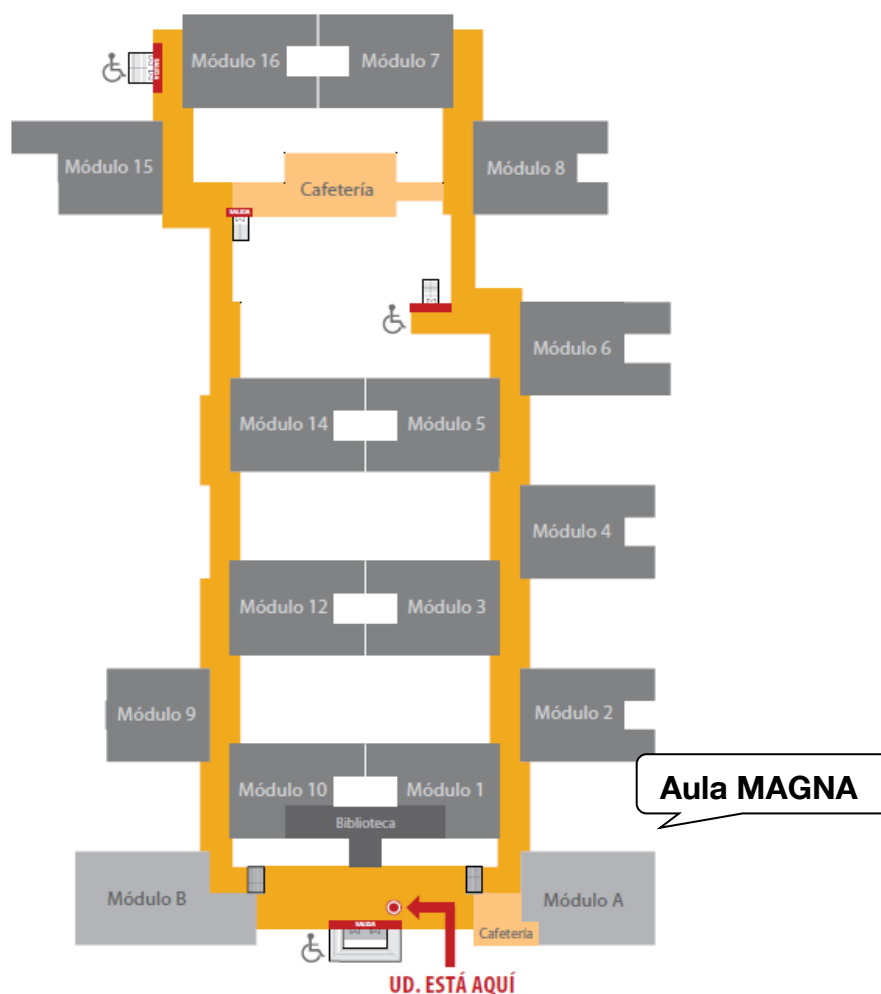 Módulo 16
Módulo 7
SALIDA
Módulo 15
Módulo 8
Cafetería
SALIDA
Módulo 6
Módulo 14
Módulo 5
Módulo 4
Módulo 12
Módulo 3
Módulo 9
Módulo 2
Aula MAGNA
Módulo 10
Módulo 1
Biblioteca
Módulo B
Módulo A
SALIDA
Cafetería
UD. ESTÁ AQUÍ